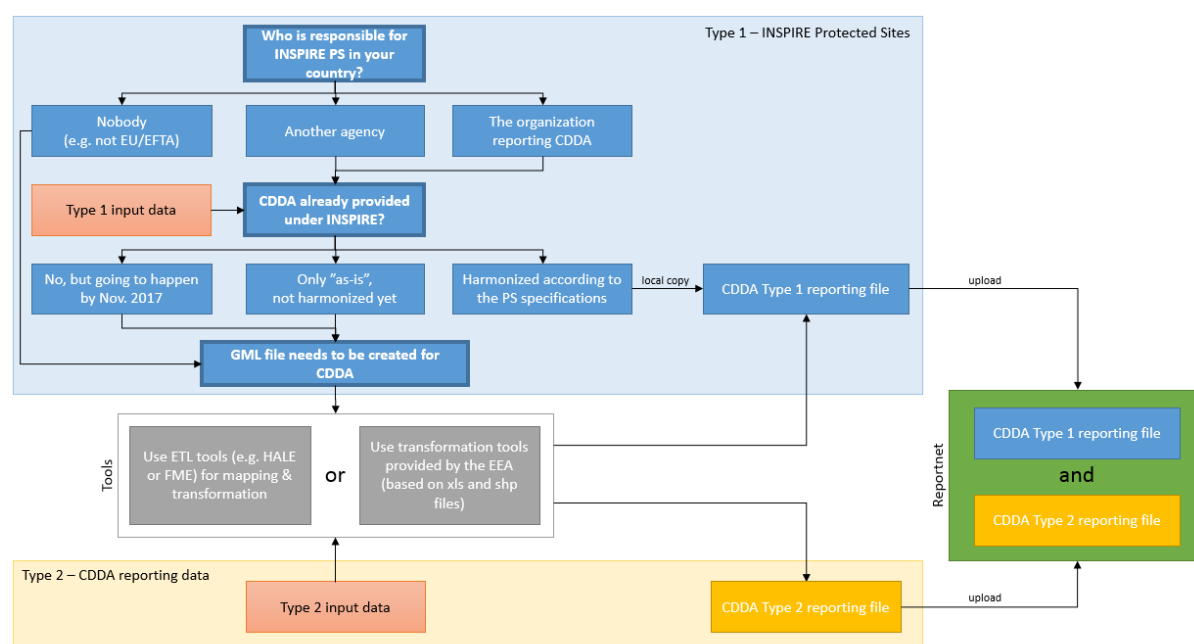 Type 1 – INSPIRE Protected Sites
Who is responsible for
INSPIRE PS in your
country?
Nobody
(e.g. not EU/EFTA)
Another agency
The organization
reporting CDDA
Type 1 input data
CDDA already provided
under INSPIRE?
No, but going to happen
by Nov. 2017
Only "as-is",
not harmonized yet
Harmonized according to
the PS specifications
local copy
CDDA Type 1 reporting file
upload
GML file needs to be created for
CDDA
Tools
Use ETL tools (e.g. HALE
or FME) for mapping &
transformation
or
Use transformation tools
provided by the EEA
(based on xls and shp
files)
Reportnet
CDDA Type 1 reporting file
and
CDDA Type 2 reporting file
Type 2 – CDDA reporting data
Type 2 input data
CDDA Type 2 reporting file
upload